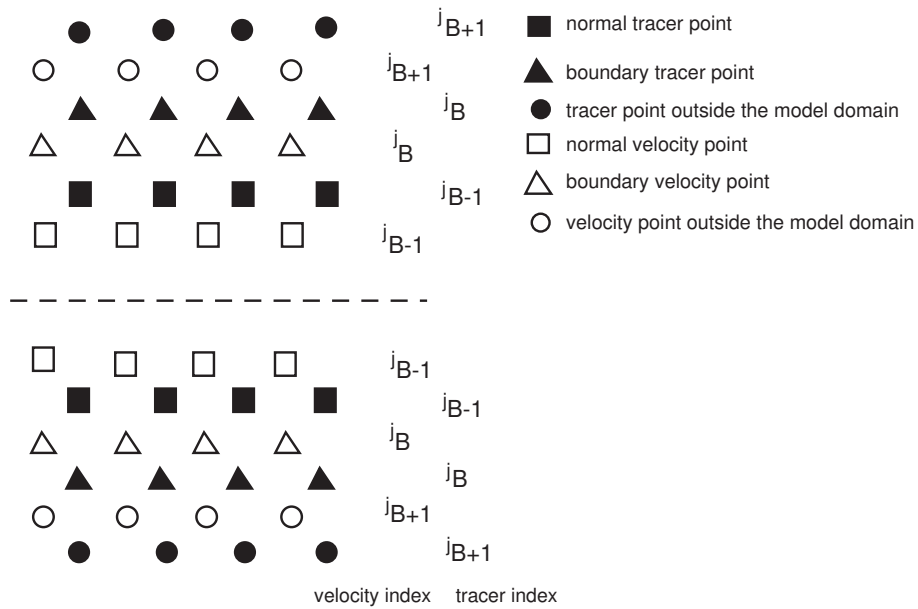 jB+1
normal tracer point
jB+1
boundary tracer point
jB
tracer point outside the model domain
jB
normal velocity point
jB-1
boundary velocity point
jB-1
velocity point outside the model domain
jB-1
jB-1
jB
jB
jB+1
jB+1
velocity index tracer index